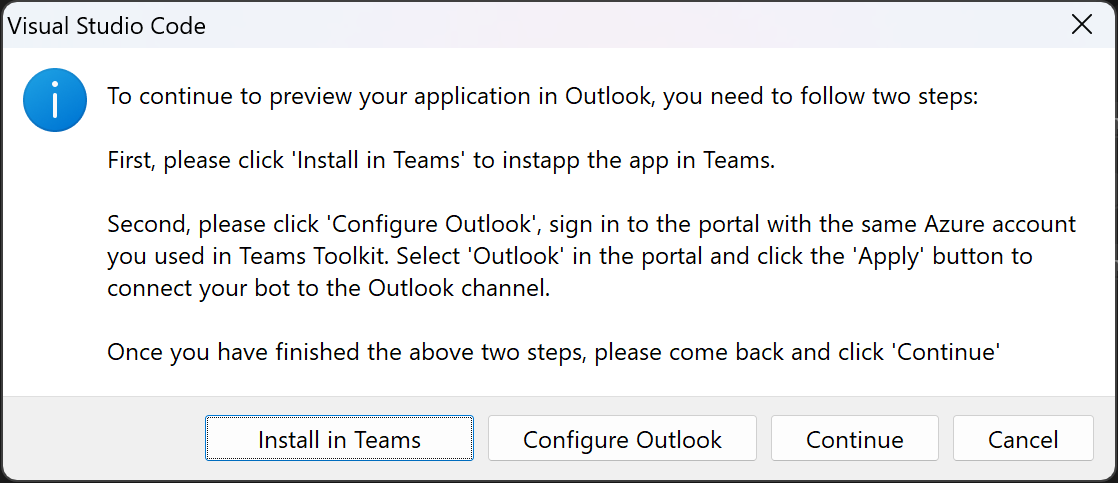 Visual Studio Code
To continue to preview your application in Outlook, you need to follow two steps:
First, please click 'Install in Teams' to instapp the app in Teams.
Second, please click 'Configure Outlook', sign in to the portal with the same Azure account
you used in Teams Toolkit. Select 'Outlook' in the portal and click the 'Apply' button to
connect your bot to the Outlook channel.
Once you have finished the above two steps, please come back and click 'Continue'
Install in Teams
Configure Outlook
Continue
Cancel